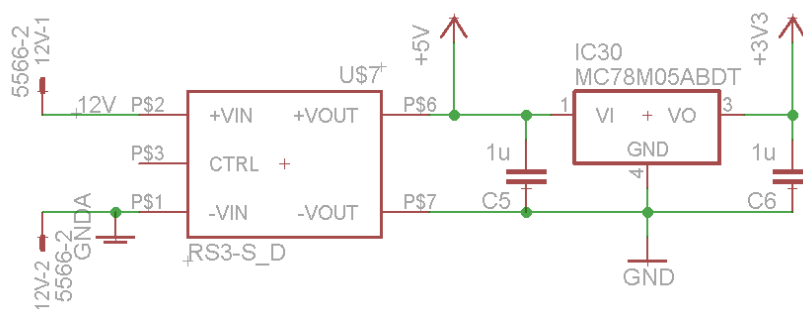 5566-2
12V-1
12V
P$2
P$3
P$1
GNDA
12V-2
5566-2
U$7
+VIN
+VOUT
CTRL
-VIN
-VOUT
RS3-S_D
P$6
P$7
+5V
1u
C5
IC30
MC78M05ABDT
1
VI
VO
3
GND
4
GND
+3V3
1u
C6